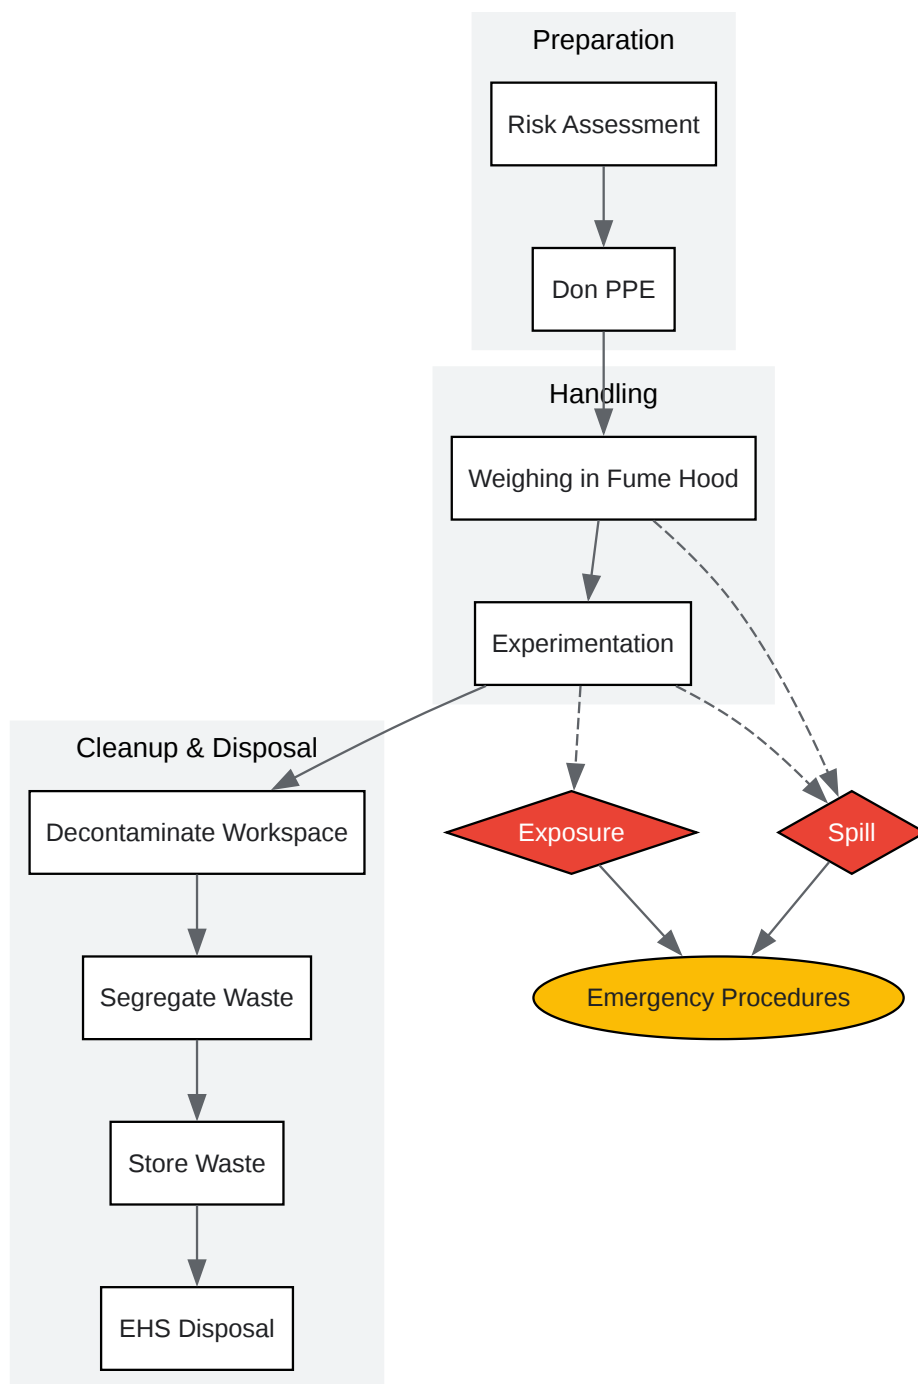 Preparation
Risk Assessment
Don PPE
Handling
Weighing in Fume Hood
Experimentation
Cleanup & Disposal
Decontaminate Workspace
Exposure
Spill
Segregate Waste
Emergency Procedures
Store Waste
EHS Disposal